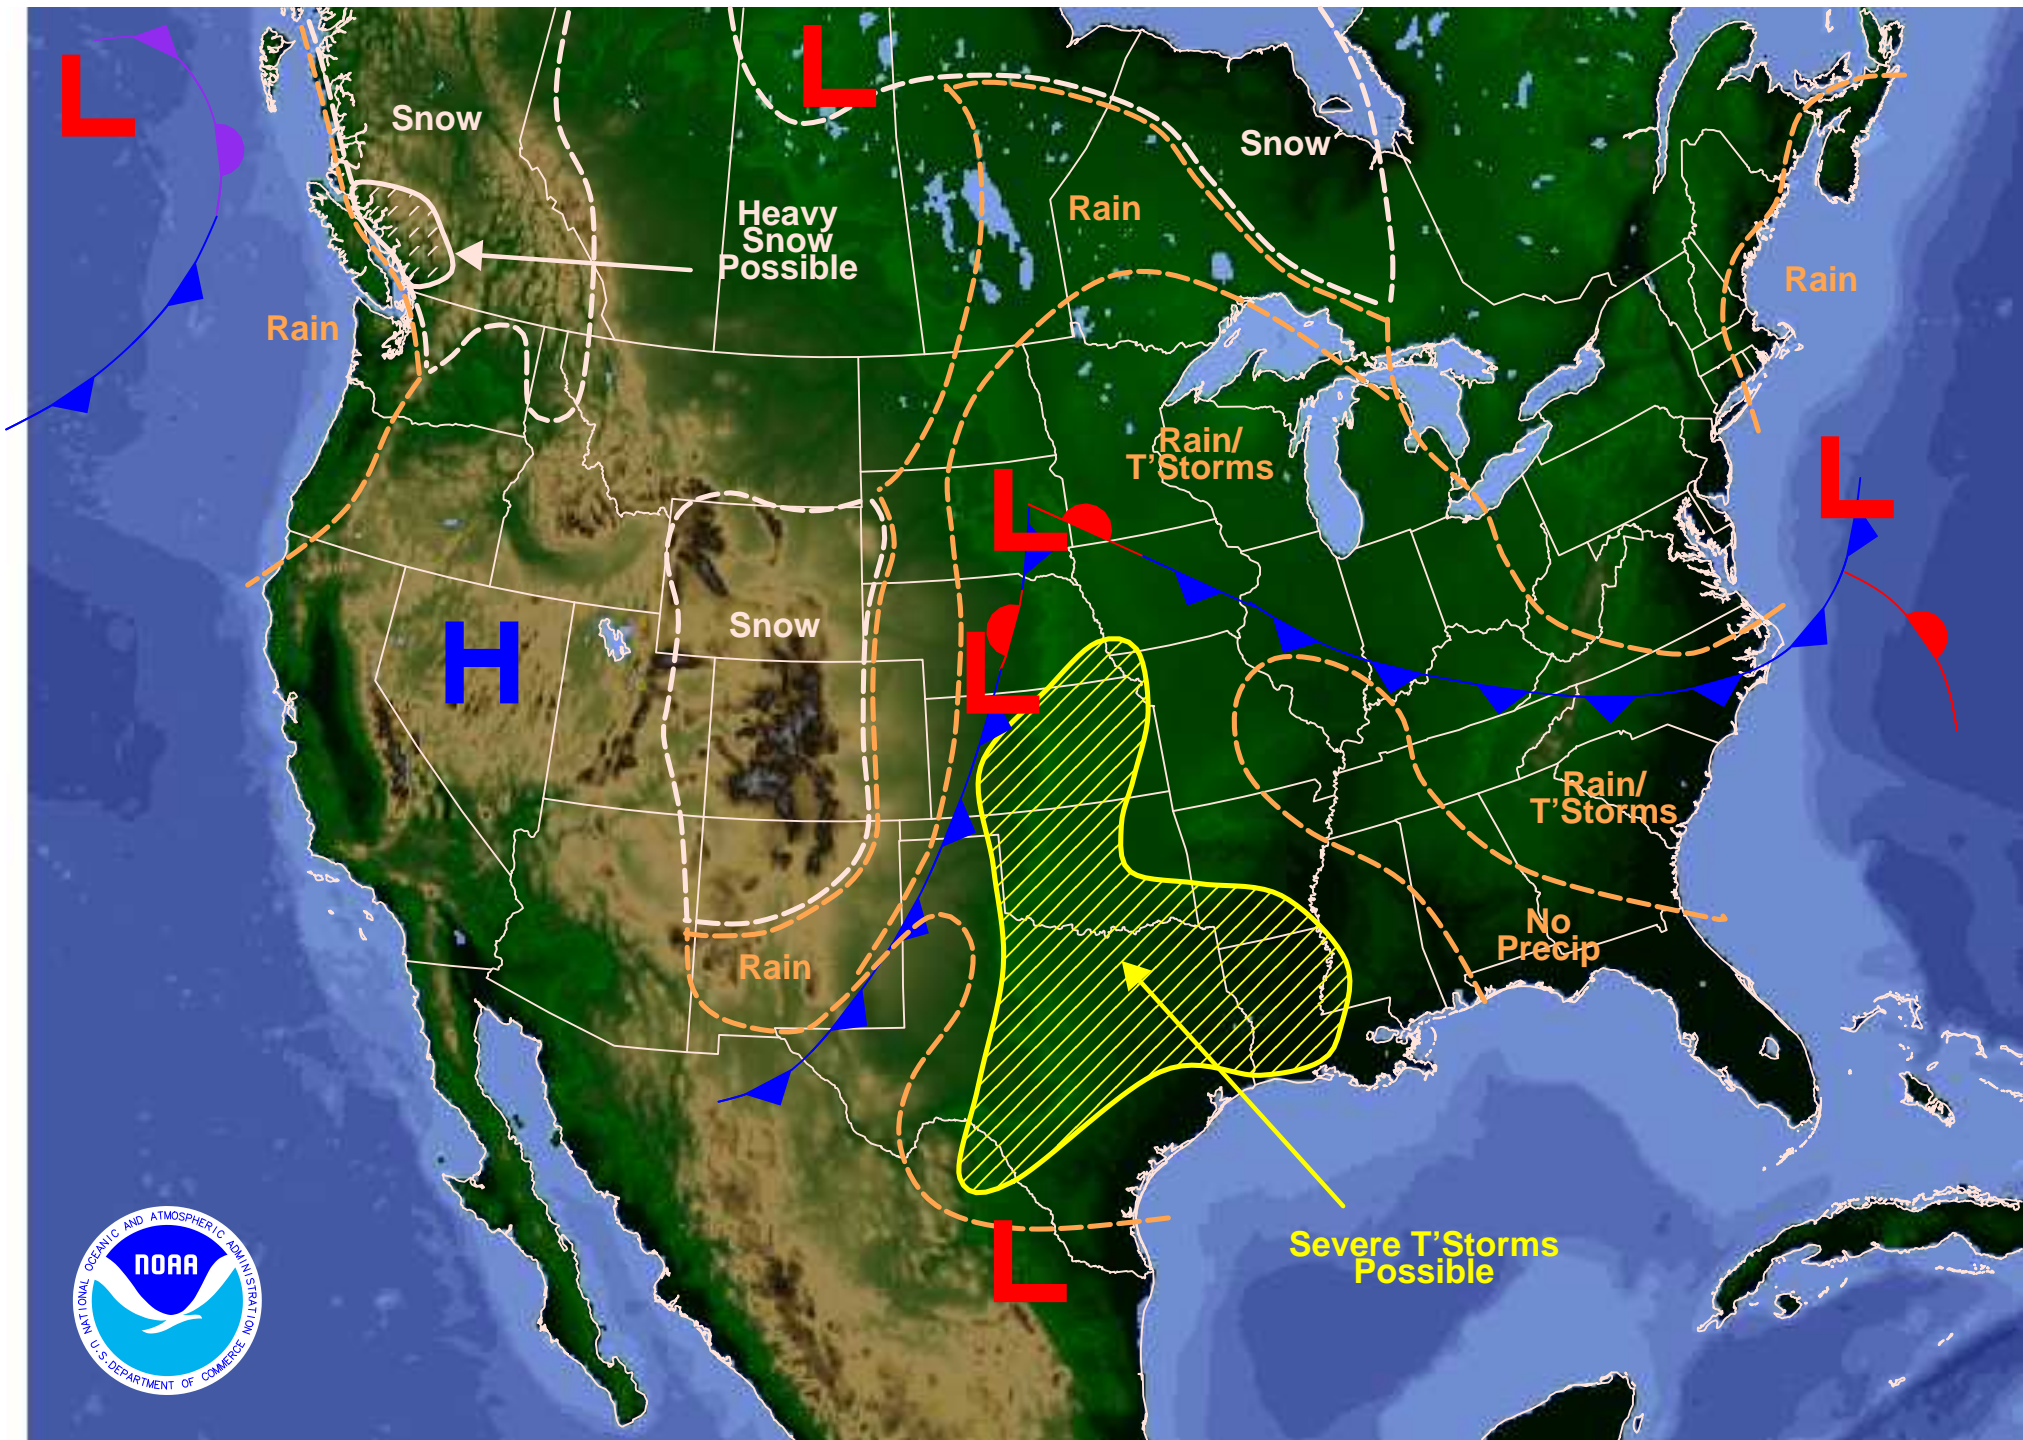 L
L
Snow
Snow
Heavy
Snow
Possible
Rain
Rain
Rain
Rain/
T'Storms
L
L
H
Snow
L
Rain/
T'Storms
No
Precip
Rain
Severe T'Storms
Possible
L
NATIONAL OCEANIC AND ATMOSPHERIC ADMINISTRATION
NOAA
U.S. DEPARTMENT OF COMMERCE